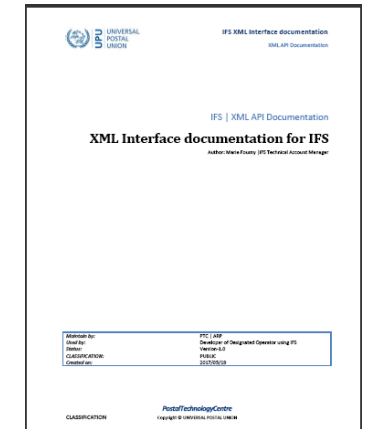 UPU
UNIVERSAL
POSTAL
UNION
IFS XML Interface documentation
XML API Documentation
IFS | XML API Documentation
XML Interface documentation for IFS
Author: Marie Fourny |IFS Technical Account Manager
Maintain by: PTC | ARP
Used by: Developer of Designated Operator using IFS
Status: Version-1.0
CLASSIFICATION: PUBLIC
Created on: 2017/05/18
PostalTechnologyCentre
CLASSIFICATION Copyright © UNIVERSAL POSTAL UNION